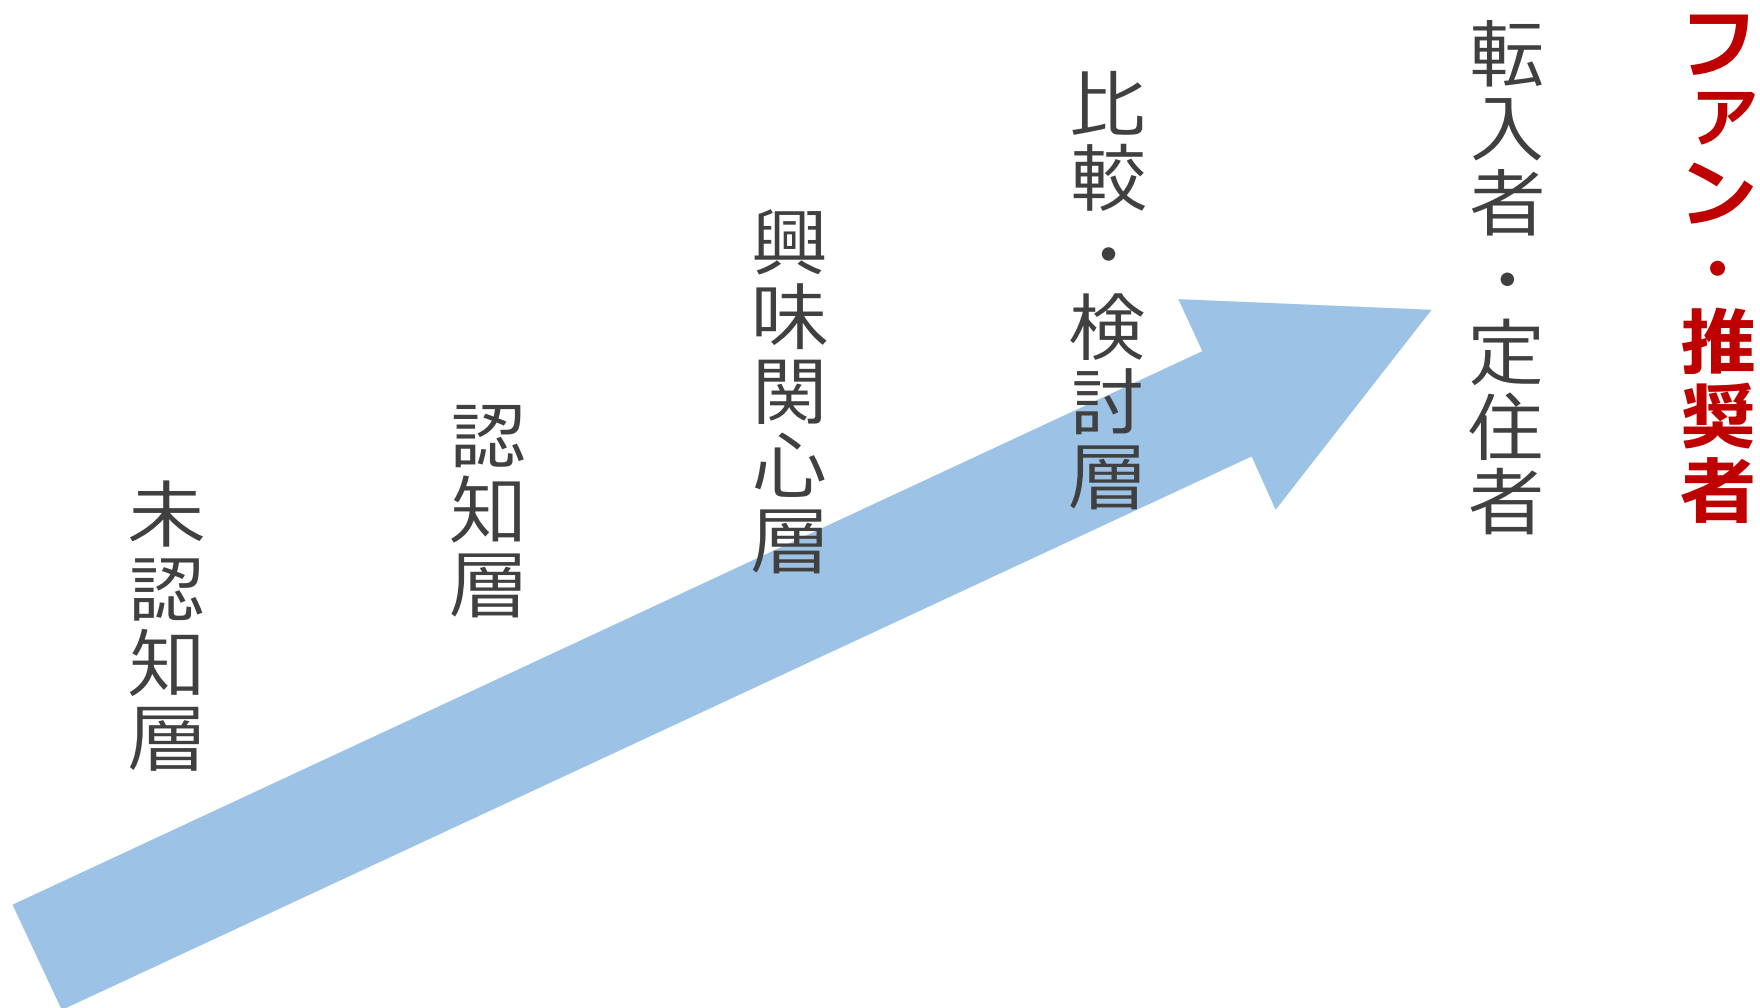 未認知層
認知層
興味関心層
比較・検討層
転入者・定住者
ファン・推奨者